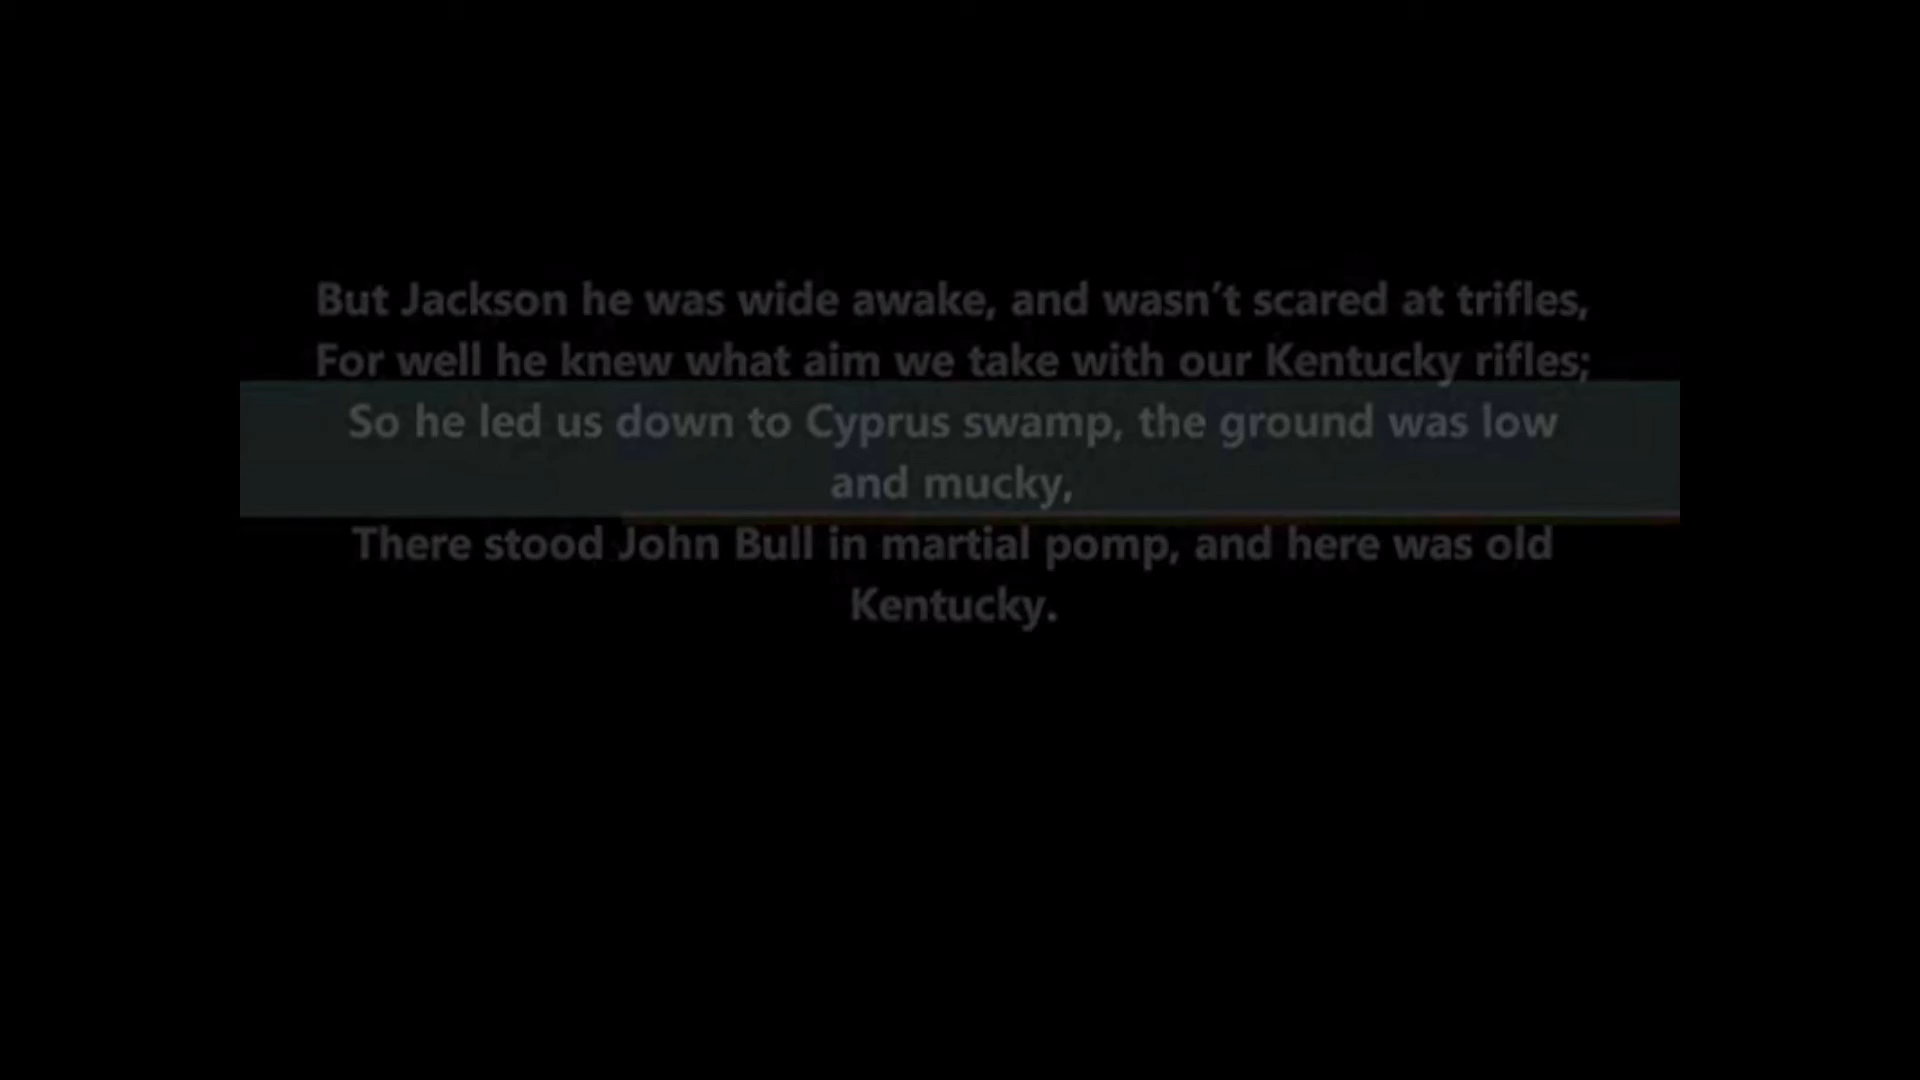 But Jackson he was wide awake, and wasn’t scared at trifles,
For well he knew what aim we take with our Kentucky rifles;
So he led us down to Cyprus swamp, the ground was low
and mucky,
There stood John Bull in martial pomp, and here was old
Kentucky.